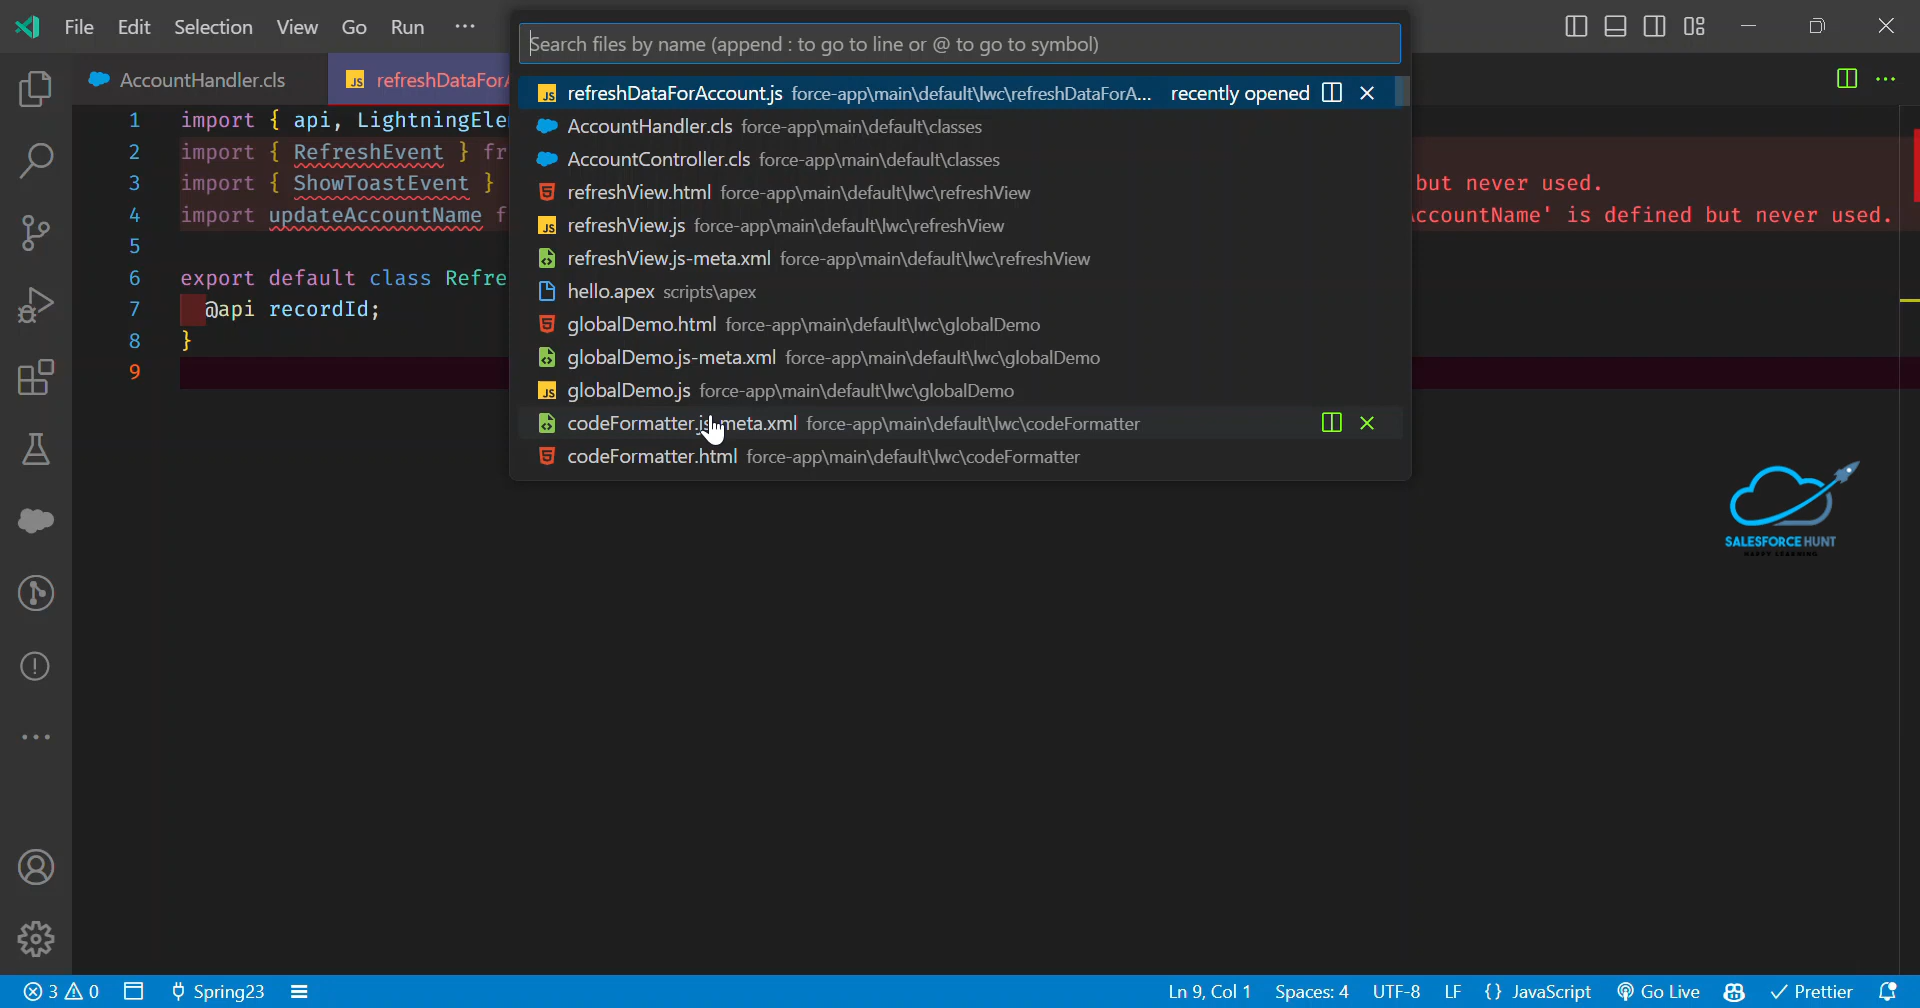 File Edit Selection View Go Run ···
Search files by name (append : to go to line or @ to go to symbol)
AccountHandler.cls
JS refreshDataForA
JS refreshDataForAccount.js force-app\main\default\lwc\refreshDataForA... recently opened
AccountHandler.cls force-app\main\default\classes
AccountController.cls force-app\main\default\classes
refreshView.html force-app\main\default\lwc\refreshView
JS refreshView.js force-app\main\default\lwc\refreshView
refreshView.js-meta.xml force-app\main\default\lwc\refreshView
hello.apex scripts\apex
globalDemo.html force-app\main\default\lwc\globalDemo
globalDemo.js-meta.xml force-app\main\default\lwc\globalDemo
JS globalDemo.js force-app\main\default\lwc\globalDemo
codeFormatter.js-meta.xml force-app\main\default\lwc\codeFormatter
codeFormatter.html force-app\main\default\lwc\codeFormatter
1 import { api, LightningEle
2 import { RefreshEvent } fr
3 import { ShowToastEvent } but never used.
4 import updateAccountName f ccountName' is defined but never used.
5
6 export default class Refre
7 @api recordId;
8 }
9
SALESFORCE HUNT
HAPPY LEARNING
3 0 Spring23 Ln 9, Col 1 Spaces: 4 UTF-8 LF {} JavaScript Go Live Prettier